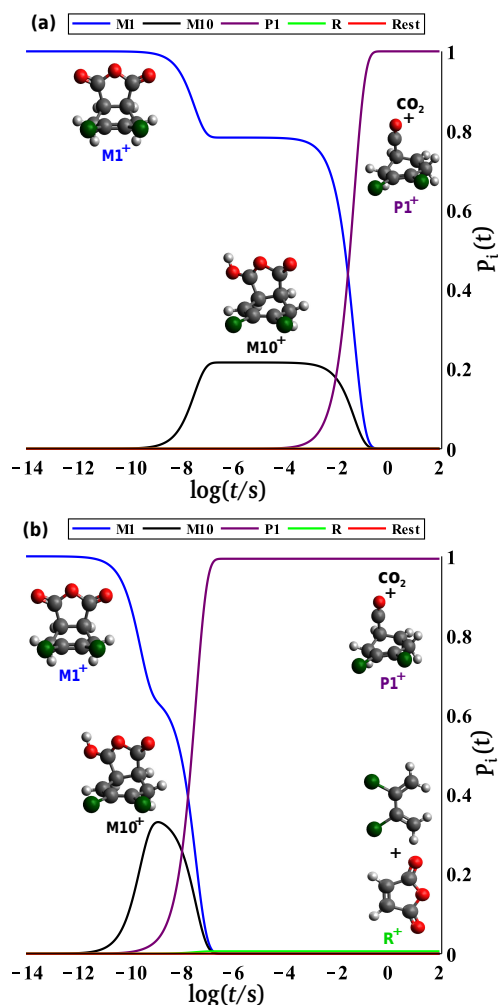 (a)
M1 M10 P1 R Rest
M1+
CO2
+
P1+
M10+
1
0.8
0.6
0.4
0.2
0
Pi(t)
−14 −12 −10 −8 −6 −4 −2 0 2
log(t/s)
(b)
M1 M10 P1 R Rest
M1+
CO2
+
P1+
M10+
+
R+
1
0.8
0.6
0.4
0.2
0
Pi(t)
−14 −12 −10 −8 −6 −4 −2 0 2
log(t/s)